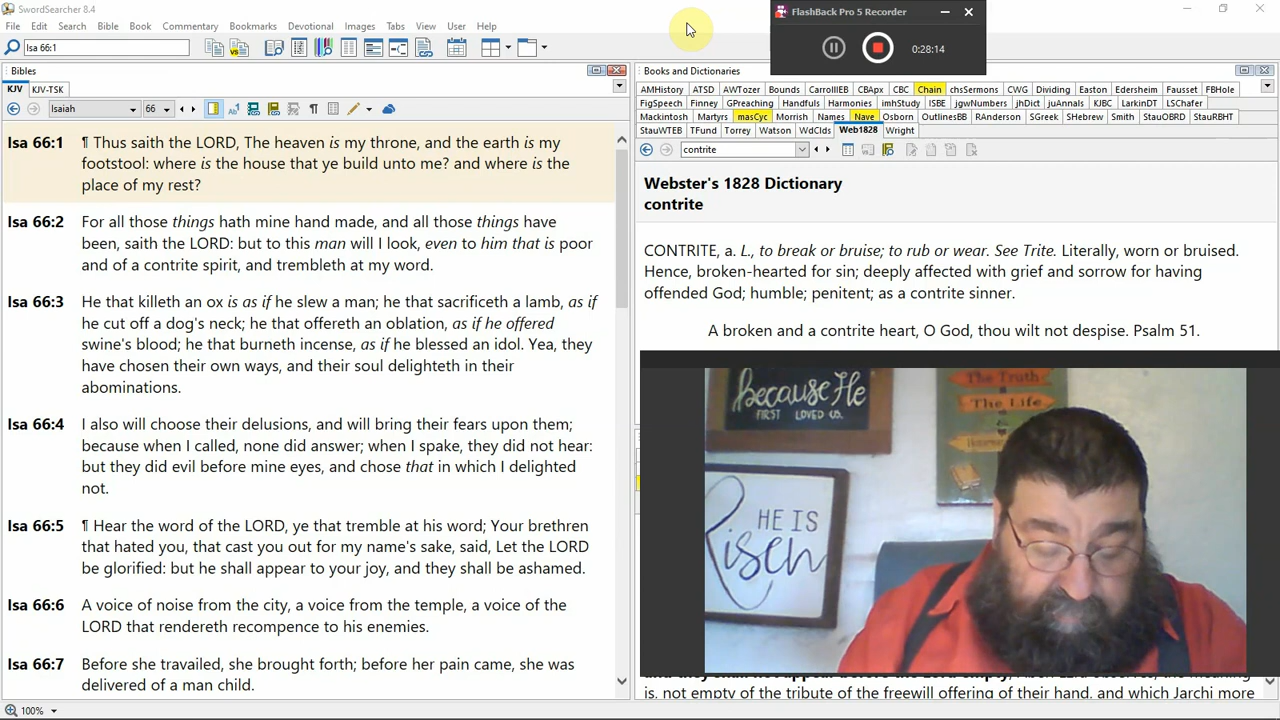 SwordSearcher 8.4
FlashBack Pro 5 Recorder
File Edit Search Bible Book Commentary Bookmarks Devotional Images Tabs View User Help
Isa 66:1
0:28:14
Bibles
KJV KJV-TSK
Isaiah 66
Isa 66:1 ¶ Thus saith the LORD, The heaven is my throne, and the earth is my
footstool: where is the house that ye build unto me? and where is the
place of my rest?
Isa 66:2 For all those things hath mine hand made, and all those things have
been, saith the LORD: but to this man will I look, even to him that is poor
and of a contrite spirit, and trembleth at my word.
Isa 66:3 He that killeth an ox is as if he slew a man; he that sacrificeth a lamb, as if
he cut off a dog's neck; he that offereth an oblation, as if he offered
swine's blood; he that burneth incense, as if he blessed an idol. Yea, they
have chosen their own ways, and their soul delighteth in their
abominations.
Isa 66:4 I also will choose their delusions, and will bring their fears upon them;
because when I called, none did answer; when I spake, they did not hear:
but they did evil before mine eyes, and chose that in which I delighted
not.
Isa 66:5 ¶ Hear the word of the LORD, ye that tremble at his word; Your brethren
that hated you, that cast you out for my name's sake, said, Let the LORD
be glorified: but he shall appear to your joy, and they shall be ashamed.
Isa 66:6 A voice of noise from the city, a voice from the temple, a voice of the
LORD that rendereth recompence to his enemies.
Isa 66:7 Before she travailed, she brought forth; before her pain came, she was
delivered of a man child.
100%
Books and Dictionaries
AMHistory ATSD AWTozer Bounds CarrollIEB CBApx CBC Chain chsSermons CWG Dividing Easton Edersheim Fausset FBHole
FigSpeech Finney GPreaching Handfuls Harmonies imhStudy ISBE jgwNumbers jhDict juAnnals KJBC LarkinDT LSChafer
Mackintosh Martyrs masCyc Morrish Names Nave Osborn OutlinesBB RAnderson SGreek SHebrew Smith StauOBRD StaurRBHT
StauWTEB TFund Torrey Watson WdClds Web1828 Wright
contrite
Webster's 1828 Dictionary
contrite
CONTRITE, a. L., to break or bruise; to rub or wear. See Trite. Literally, worn or bruised.
Hence, broken-hearted for sin; deeply affected with grief and sorrow for having
offended God; humble; penitent; as a contrite sinner.
A broken and a contrite heart, O God, thou wilt not despise. Psalm 51.
because He
FIRST LOVED US.
The Truth
The Life
HE IS
Risen
is, not empty of the tribute of the freewill offering of their hand, and which Jarchi more